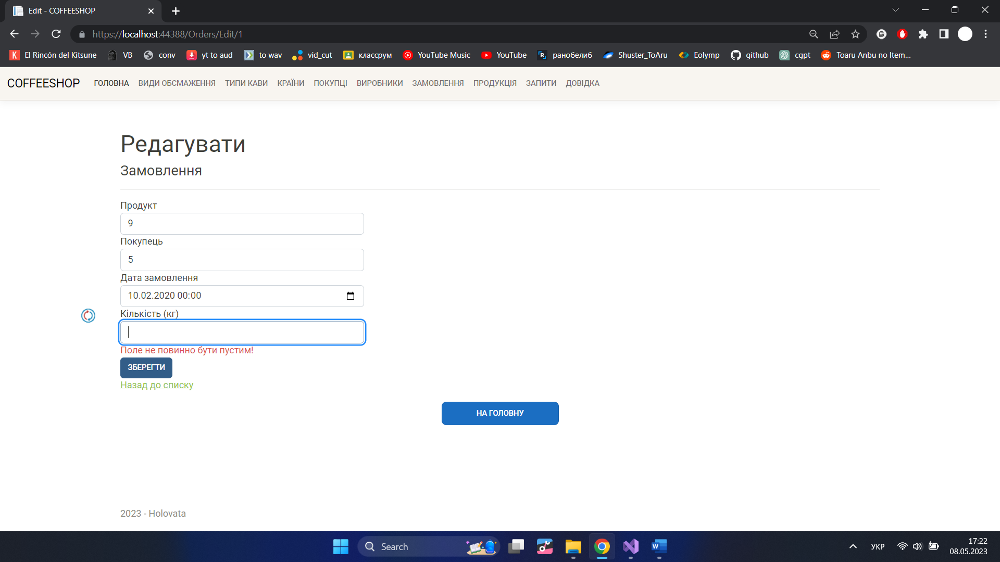 Edit - COFFEESHOP
https://localhost:44388/Orders/Edit/1
El Rincón del Kitsune VB conv yt to aud to wav vid_cut классрум YouTube Music YouTube ранобелиб Shuster_ToAru Eolymp github cgpt Toaru Anbu no Item...
COFFEESHOP ГОЛОВНА ВИДИ ОБСМАЖЕННЯ ТИПИ КАВИ КРАЇНИ ПОКУПЦІ ВИРОБНИКИ ЗАМОВЛЕННЯ ПРОДУКЦІЯ ЗАПИТИ ДОВІДКА
Редагувати
Замовлення
Продукт
9
Покупець
5
Дата замовлення
10.02.2020 00:00
Кількість (кг)
Поле не повинно бути пустим!
ЗБЕРЕГТИ
Назад до списку
НА ГОЛОВНУ
2023 - Holovata
Search
УКР
17:22
08.05.2023